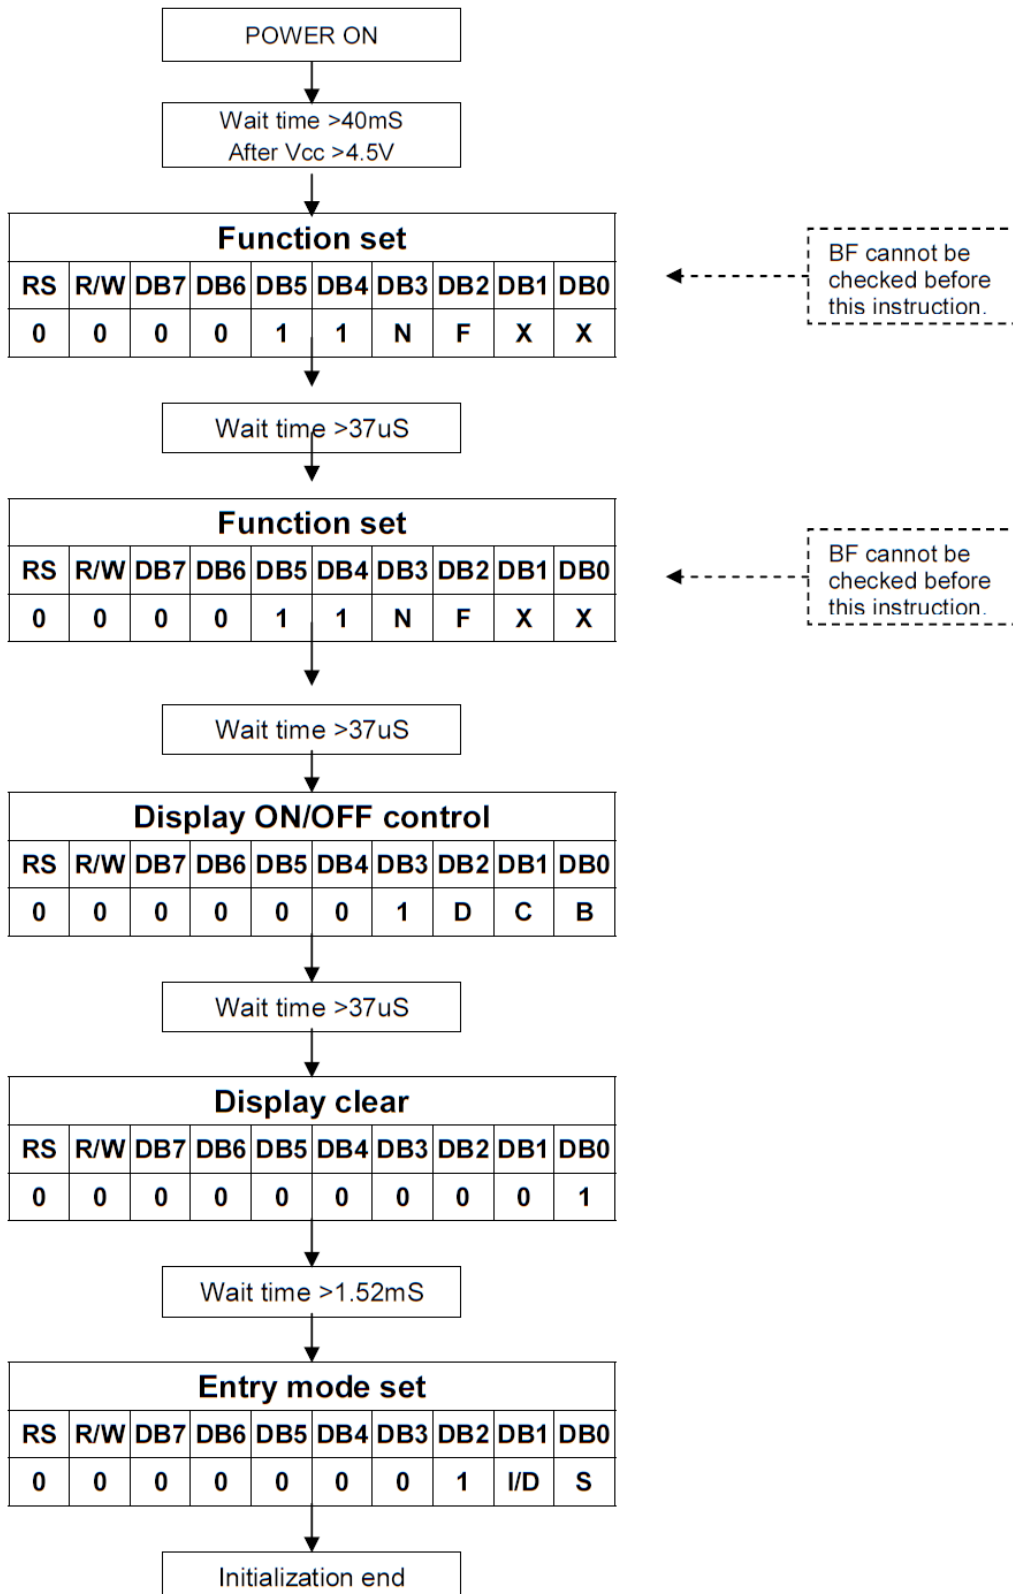 POWER ON
Wait time >40mS
After Vcc >4.5V
Function set
RS R/W DB7 DB6 DB5 DB4 DB3 DB2 DB1 DB0
0 0 0 0 1 1 N F X X
BF cannot be
checked before
this instruction.
Wait time >37uS
Function set
RS R/W DB7 DB6 DB5 DB4 DB3 DB2 DB1 DB0
0 0 0 0 1 1 N F X X
BF cannot be
checked before
this instruction.
Wait time >37uS
Display ON/OFF control
RS R/W DB7 DB6 DB5 DB4 DB3 DB2 DB1 DB0
0 0 0 0 0 0 1 D C B
Wait time >37uS
Display clear
RS R/W DB7 DB6 DB5 DB4 DB3 DB2 DB1 DB0
0 0 0 0 0 0 0 0 0 1
Wait time >1.52mS
Entry mode set
RS R/W DB7 DB6 DB5 DB4 DB3 DB2 DB1 DB0
0 0 0 0 0 0 0 1 I/D S
Initialization end